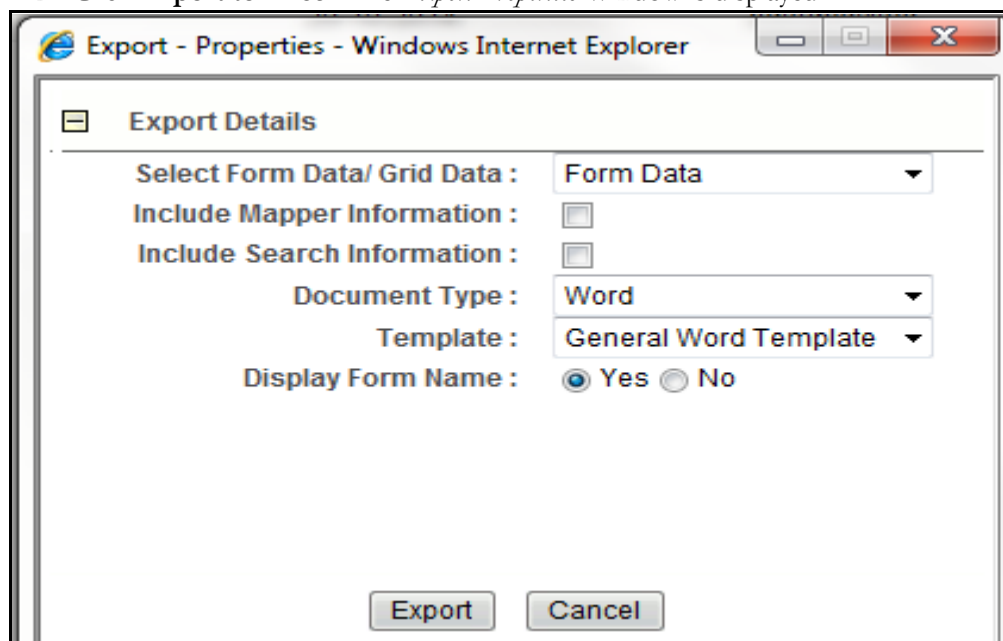 Export - Properties - Windows Internet Explorer
Export Details
Select Form Data/ Grid Data : Form Data
Include Mapper Information :
Include Search Information :
Document Type : Word
Template : General Word Template
Display Form Name : Yes No
Export Cancel